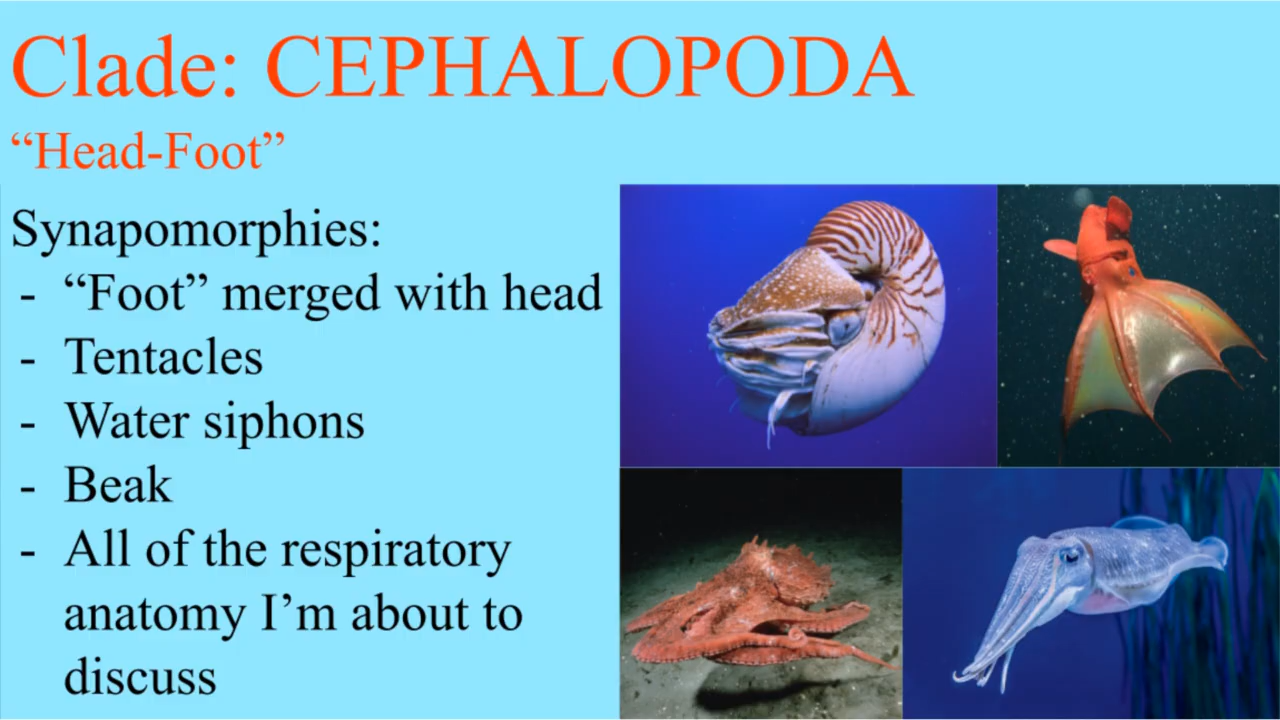 Clade: CEPHALOPODA
“Head-Foot”
Synapomorphies:
- “Foot” merged with head
- Tentacles
- Water siphons
- Beak
- All of the respiratory
anatomy I’m about to
discuss